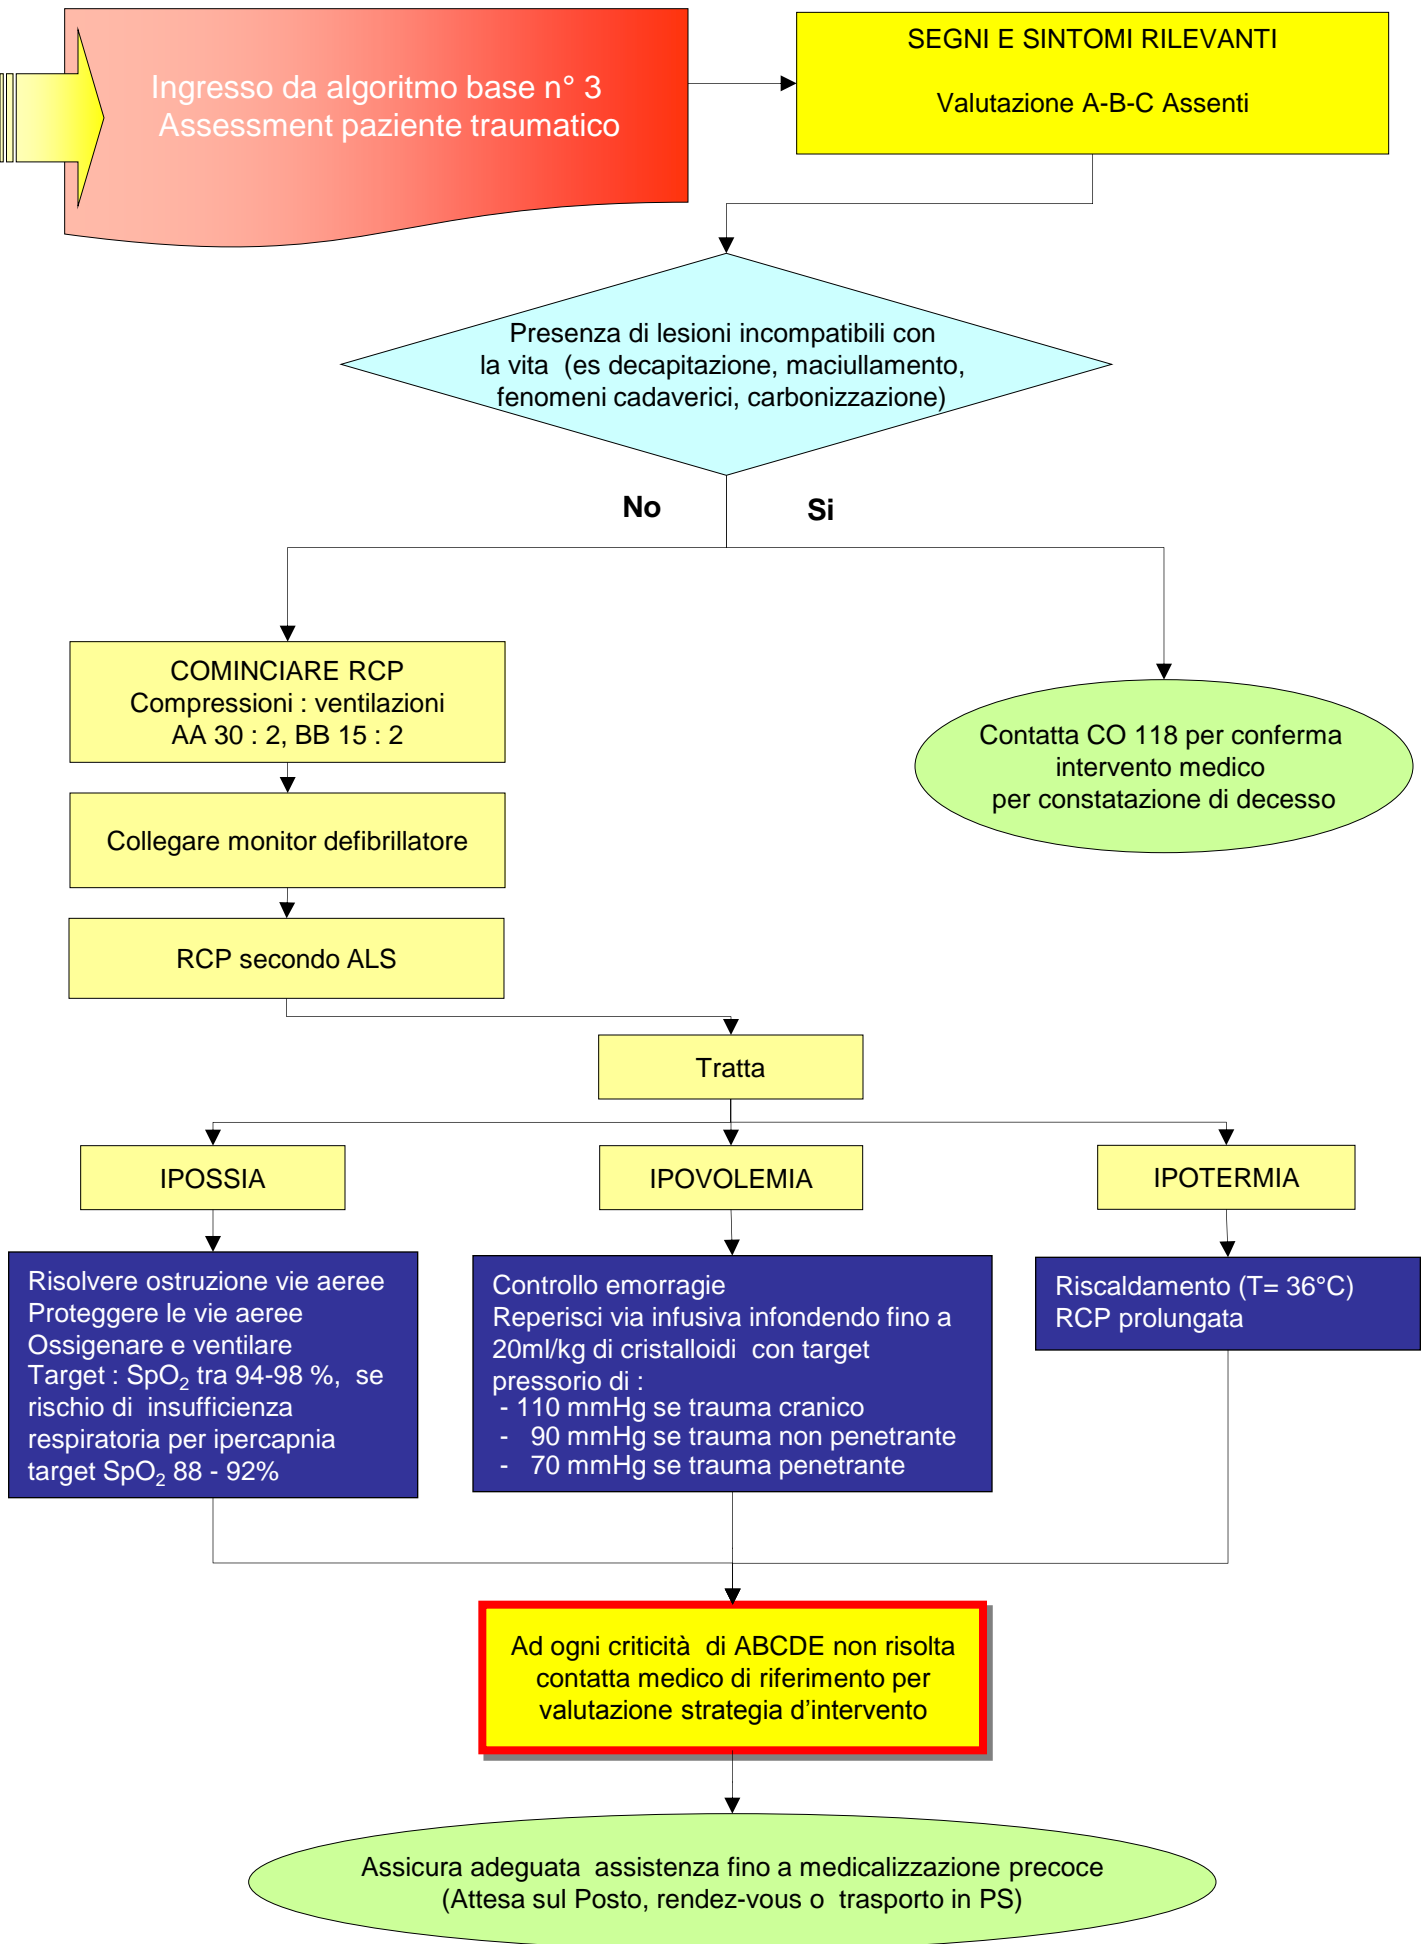 Ingresso da algoritmo base n° 3
Assessment paziente traumatico
SEGNI E SINTOMI RILEVANTI
Valutazione A-B-C Assenti
Presenza di lesioni incompatibili con
la vita (es decapitazione, maciullamento,
fenomeni cadaverici, carbonizzazione)
No
Si
COMINCIARE RCP
Compressioni : ventilazioni
AA 30 : 2, BB 15 : 2
Contatta CO 118 per conferma
intervento medico
per constatazione di decesso
Collegare monitor defibrillatore
RCP secondo ALS
Tratta
IPOSSIA
IPOVOLEMIA
IPOTERMIA
Risolvere ostruzione vie aeree
Proteggere le vie aeree
Ossigenare e ventilare
Target : SpO₂ tra 94-98 %, se
rischio di insufficienza
respiratoria per ipercapnia
target SpO₂ 88 - 92%
Controllo emorragie
Reperisci via infusiva infondendo fino a
20ml/kg di cristalloidi con target
pressorio di :
- 110 mmHg se trauma cranico
- 90 mmHg se trauma non penetrante
- 70 mmHg se trauma penetrante
Riscaldamento (T= 36°C)
RCP prolungata
Ad ogni criticità di ABCDE non risolta
contatta medico di riferimento per
valutazione strategia d’intervento
Assicura adeguata assistenza fino a medicalizzazione precoce
(Attesa sul Posto, rendez-vous o trasporto in PS)